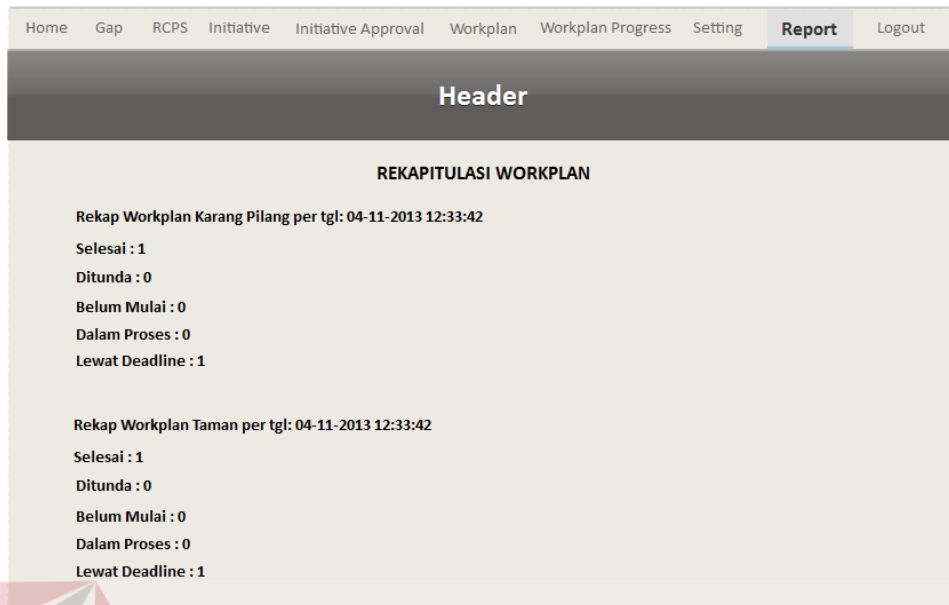 Home Gap RCPS Initiative Initiative Approval Workplan Workplan Progress Setting Report Logout
Header
REKAPITULASI WORKPLAN
Rekap Workplan Karang Pilang per tgl: 04-11-2013 12:33:42
Selesai : 1
Ditunda : 0
Belum Mulai : 0
Dalam Proses : 0
Lewat Deadline : 1
Rekap Workplan Taman per tgl: 04-11-2013 12:33:42
Selesai : 1
Ditunda : 0
Belum Mulai : 0
Dalam Proses : 0
Lewat Deadline : 1